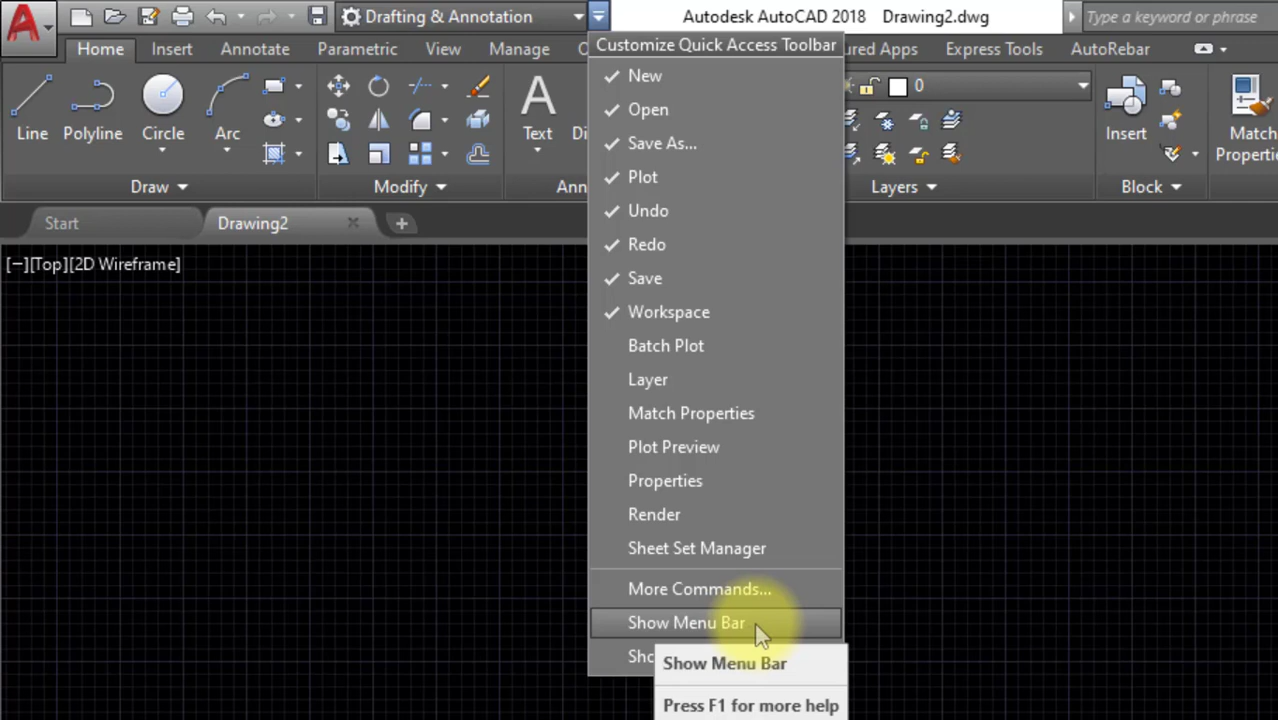 Drafting & Annotation
Autodesk AutoCAD 2018 Drawing2.dwg
Type a keyword or phrase
Home Insert Annotate Parametric View Manage
Express Tools AutoRebar
Customize Quick Access Toolbar
ured Apps
New
Open
Save As...
Plot
Undo
Redo
Save
Workspace
Batch Plot
Layer
Match Properties
Plot Preview
Properties
Render
Sheet Set Manager
More Commands...
Show Menu Bar
Show Menu Bar
Press F1 for more help
Line Polyline Circle Arc
A
Text
0
Insert
Match
Draw Modify Layers Block
Start Drawing2
[−][Top][2D Wireframe]